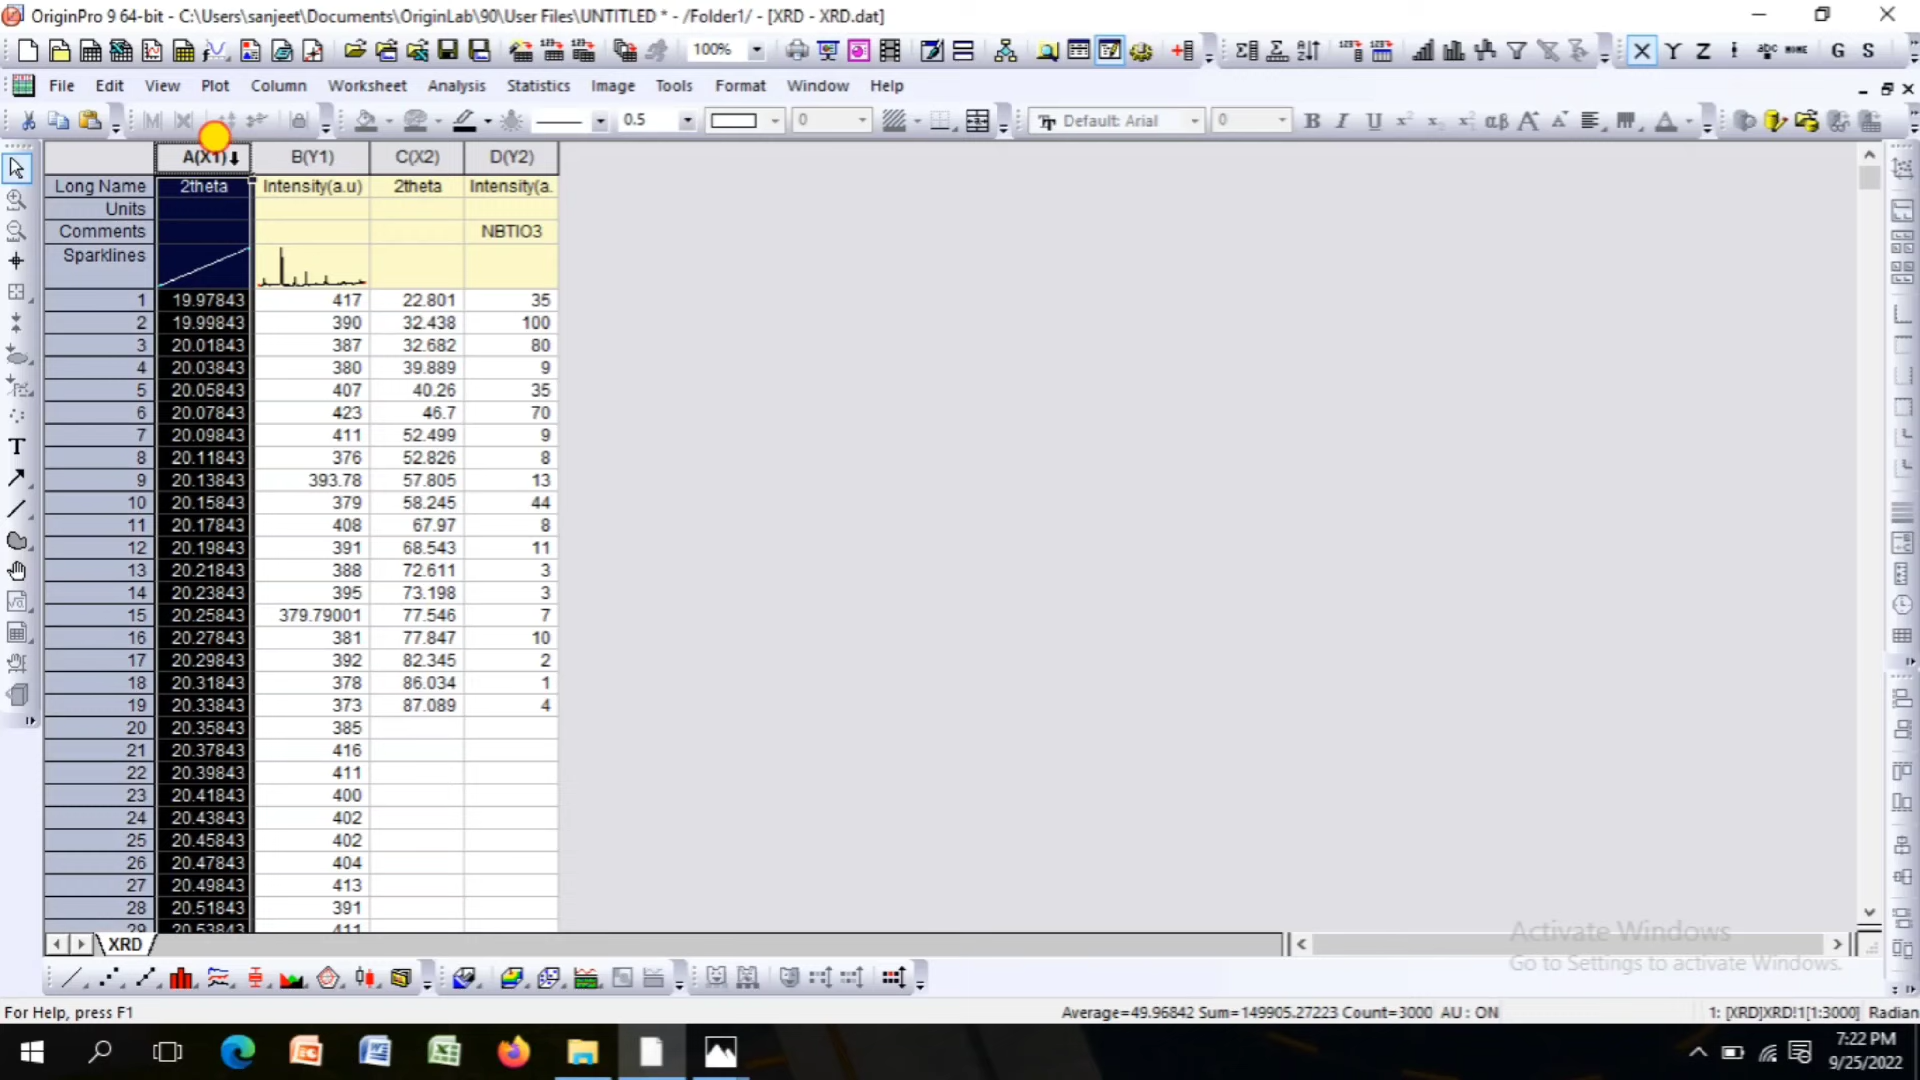 OriginPro 9 64-bit - C:\Users\sanjeet\Documents\OriginLab\90\User Files\UNTITLED * - /Folder1/ - [XRD - XRD.dat]
100%
X Y Z
G S
File Edit View Plot Column Worksheet Analysis Statistics Image Tools Format Window Help
0.5
0
Default: Arial
0
B I U
A(X1) B(Y1) C(X2) D(Y2)
Long Name 2theta Intensity(a.u) 2theta Intensity(a.
Units
Comments NBTIO3
Sparklines
1 19.97843 417 22.801 35
2 19.99843 390 32.438 100
3 20.01843 387 32.682 80
4 20.03843 380 39.889 9
5 20.05843 407 40.26 35
6 20.07843 423 46.7 70
7 20.09843 411 52.499 9
8 20.11843 376 52.826 8
9 20.13843 393.78 57.805 13
10 20.15843 379 58.245 44
11 20.17843 408 67.97 8
12 20.19843 391 68.543 11
13 20.21843 388 72.611 3
14 20.23843 395 73.198 3
15 20.25843 379.79001 77.546 7
16 20.27843 381 77.847 10
17 20.29843 392 82.345 2
18 20.31843 378 86.034 1
19 20.33843 373 87.089 4
20 20.35843 385
21 20.37843 416
22 20.39843 411
23 20.41843 400
24 20.43843 402
25 20.45843 402
26 20.47843 404
27 20.49843 413
28 20.51843 391
29 20.53843 411
XRD
Activate Windows
Go to Settings to activate Windows.
For Help, press F1
Average=49.96842 Sum=149905.27223 Count=3000 AU : ON
1: [XRD]XRD!1[1:3000] Radian
7:22 PM
9/25/2022